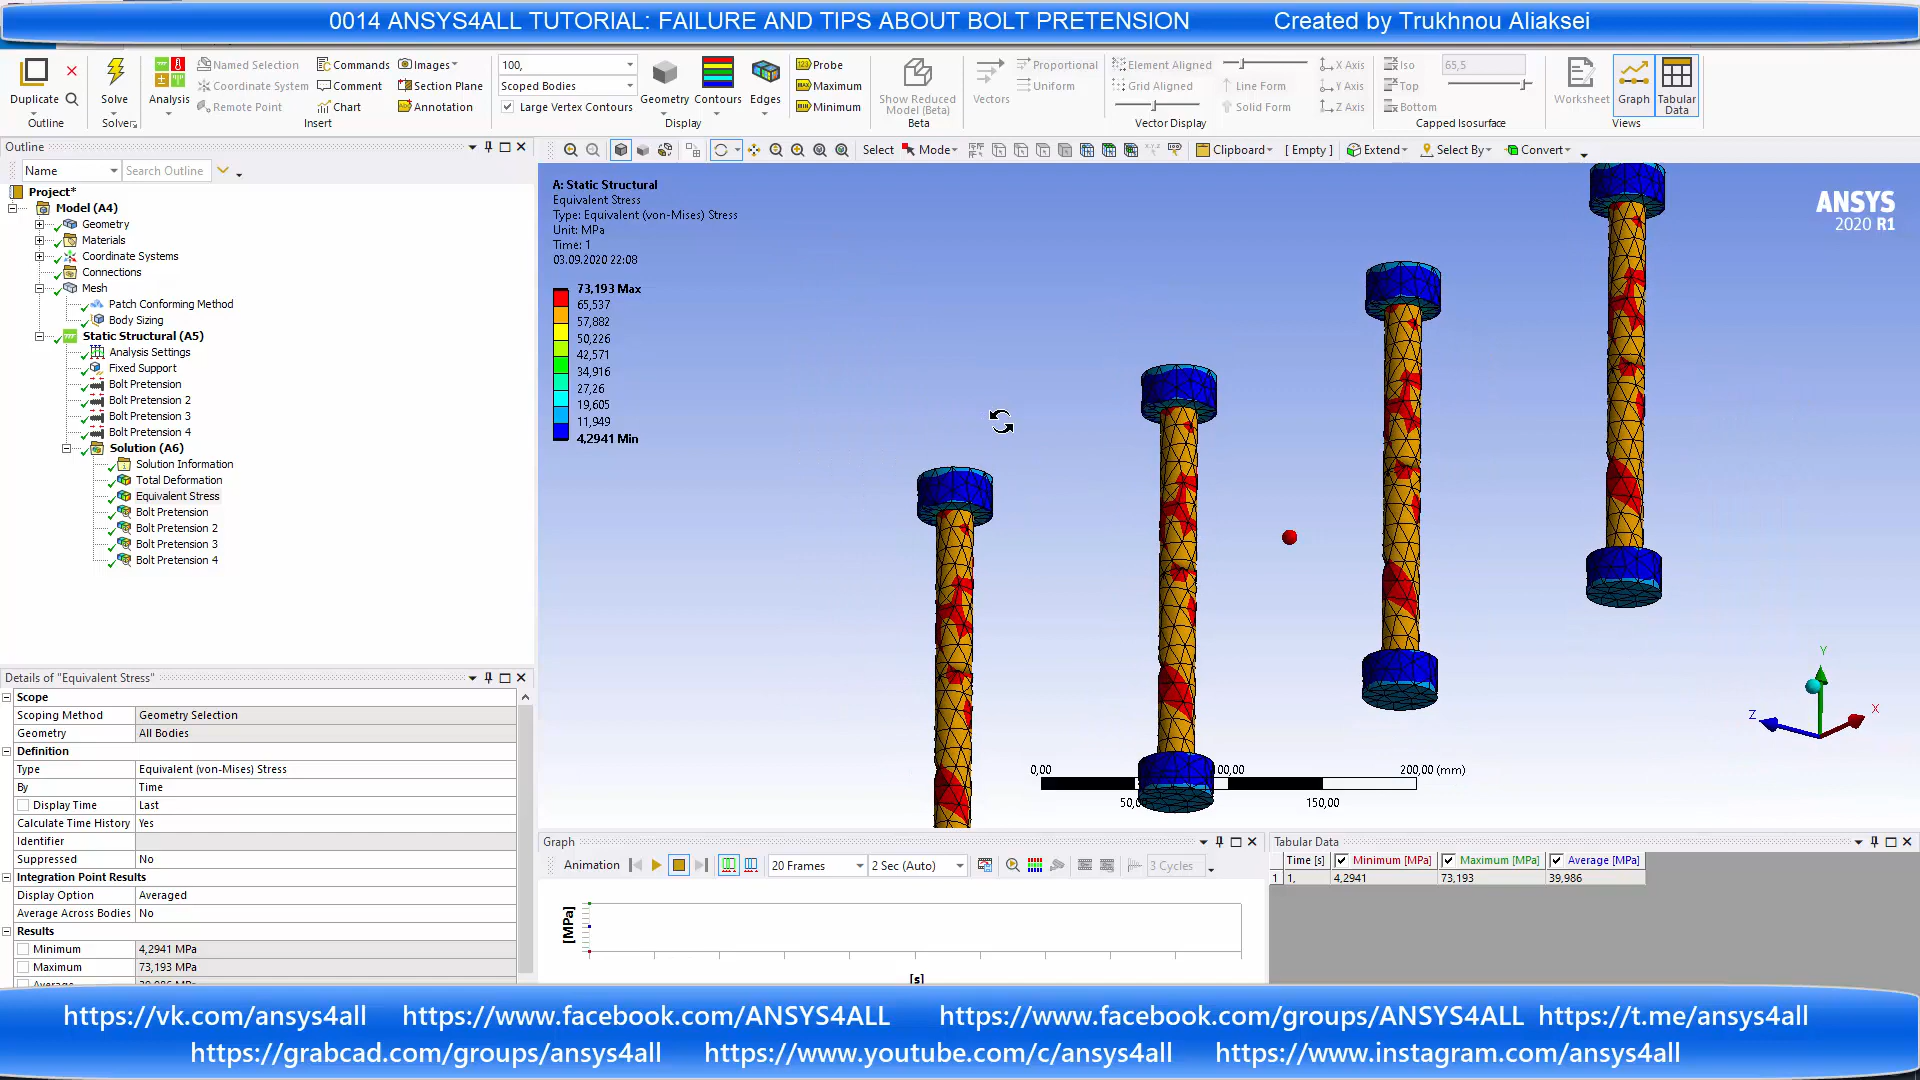 0014 ANSYS4ALL TUTORIAL: FAILURE AND TIPS ABOUT BOLT PRETENSION Created by Trukhnou Aliaksei
Duplicate
Outline
Solve
Solver
Analysis
Named Selection
Coordinate System
Remote Point
Commands
Comment
Chart
Images
Section Plane
Annotation
Insert
100,
Scoped Bodies
Large Vertex Contours
Geometry
Contours
Edges
Display
Probe
Maximum
Minimum
Show Reduced
Model (Beta)
Beta
Vectors
Proportional
Uniform
Element Aligned
Grid Aligned
Line Form
Solid Form
X Axis
Y Axis
Z Axis
Vector Display
Iso
Top
Bottom
65,5
Capped Isosurface
Worksheet
Graph
Tabular
Data
Views
Outline
Name
Search Outline
Select
Mode
Clipboard
[ Empty ]
Extend
Select By
Convert
Project*
Model (A4)
Geometry
Materials
Coordinate Systems
Connections
Mesh
Patch Conforming Method
Body Sizing
Static Structural (A5)
Analysis Settings
Fixed Support
Bolt Pretension
Bolt Pretension 2
Bolt Pretension 3
Bolt Pretension 4
Solution (A6)
Solution Information
Total Deformation
Equivalent Stress
Bolt Pretension
Bolt Pretension 2
Bolt Pretension 3
Bolt Pretension 4
A: Static Structural
Equivalent Stress
Type: Equivalent (von-Mises) Stress
Unit: MPa
Time: 1
03.09.2020 22:08
73,193 Max
65,537
57,882
50,226
42,571
34,916
27,26
19,605
11,949
4,2941 Min
ANSYS
2020 R1
Y
Z
X
0,00
200,00 (mm)
150,00
Details of "Equivalent Stress"
Scope
Scoping Method Geometry Selection
Geometry All Bodies
Definition
Type Equivalent (von-Mises) Stress
By Time
Display Time Last
Calculate Time History Yes
Identifier
Suppressed No
Integration Point Results
Display Option Averaged
Average Across Bodies No
Results
Minimum 4,2941 MPa
Maximum 73,193 MPa
Graph
Animation
20 Frames
2 Sec (Auto)
3 Cycles
[MPa]
[s]
Tabular Data
Time [s] Minimum [MPa] Maximum [MPa] Average [MPa]
1 1, 4,2941 73,193 39,986
https://vk.com/ansys4all https://www.facebook.com/ANSYS4ALL https://www.facebook.com/groups/ANSYS4ALL https://t.me/ansys4all
https://grabcad.com/groups/ansys4all https://www.youtube.com/c/ansys4all https://www.instagram.com/ansys4all